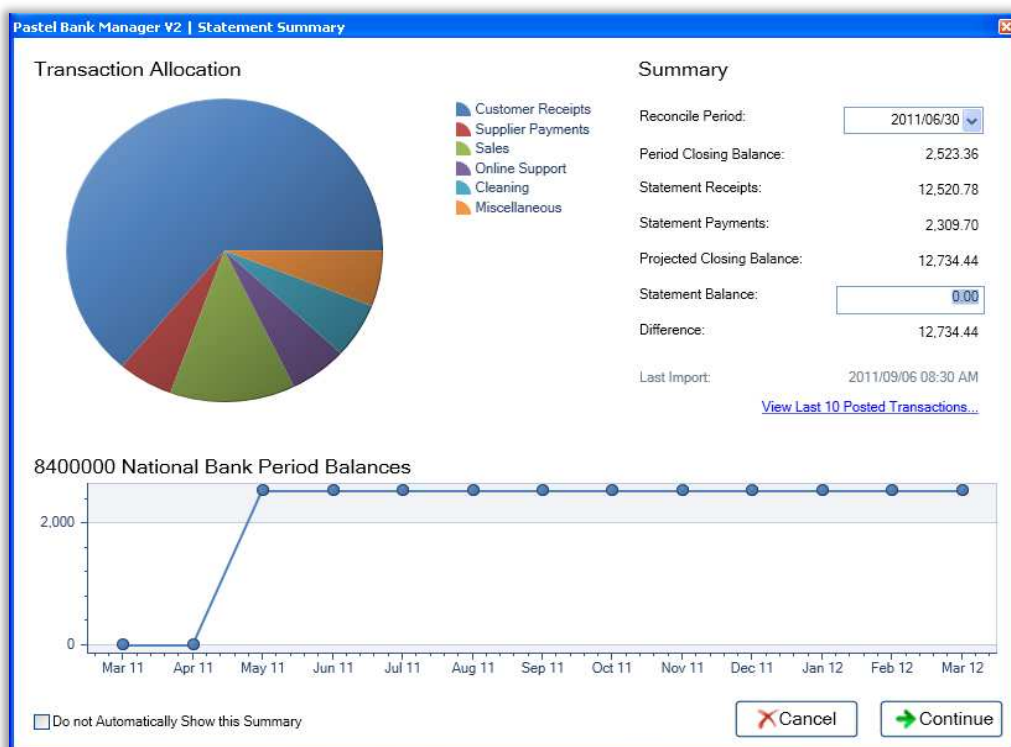 Pastel Bank Manager V2 | Statement Summary
Transaction Allocation
Customer Receipts
Supplier Payments
Sales
Online Support
Cleaning
Miscellaneous
Summary
Reconcile Period: 2011/06/30
Period Closing Balance: 2,523.36
Statement Receipts: 12,520.78
Statement Payments: 2,309.70
Projected Closing Balance: 12,734.44
Statement Balance: 0.00
Difference: 12,734.44
Last Import: 2011/09/06 08:30 AM
View Last 10 Posted Transactions...
8400000 National Bank Period Balances
2,000
0
Mar 11 Apr 11 May 11 Jun 11 Jul 11 Aug 11 Sep 11 Oct 11 Nov 11 Dec 11 Jan 12 Feb 12 Mar 12
Do not Automatically Show this Summary
Cancel
Continue